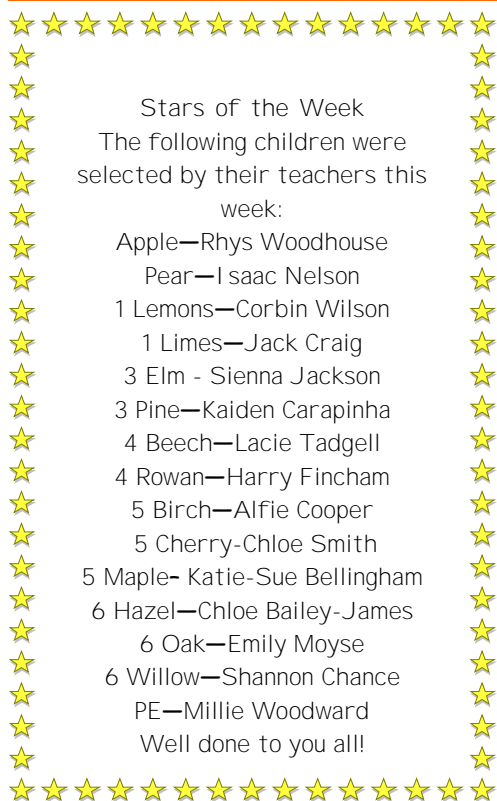 Stars of the Week
The following children were
selected by their teachers this
week:
Apple—Rhys Woodhouse
Pear—Isaac Nelson
1 Lemons—Corbin Wilson
1 Limes—Jack Craig
3 Elm - Sienna Jackson
3 Pine—Kaiden Carapinha
4 Beech—Lacie Tadgell
4 Rowan—Harry Fincham
5 Birch—Alfie Cooper
5 Cherry-Chloe Smith
5 Maple- Katie-Sue Bellingham
6 Hazel—Chloe Bailey-James
6 Oak—Emily Moyse
6 Willow—Shannon Chance
PE—Millie Woodward
Well done to you all!